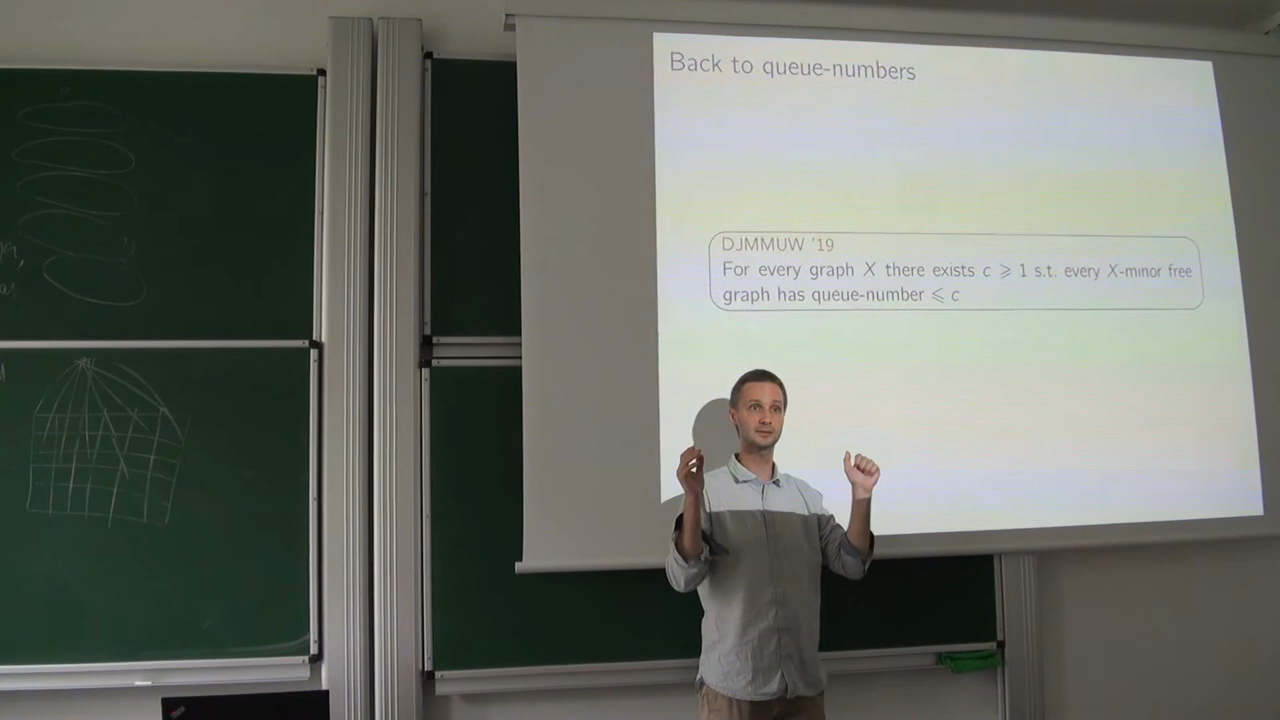 Back to queue-numbers
DJMMUW '19
For every graph X there exists c ⩾ 1 s.t. every X-minor free
graph has queue-number ⩽ c